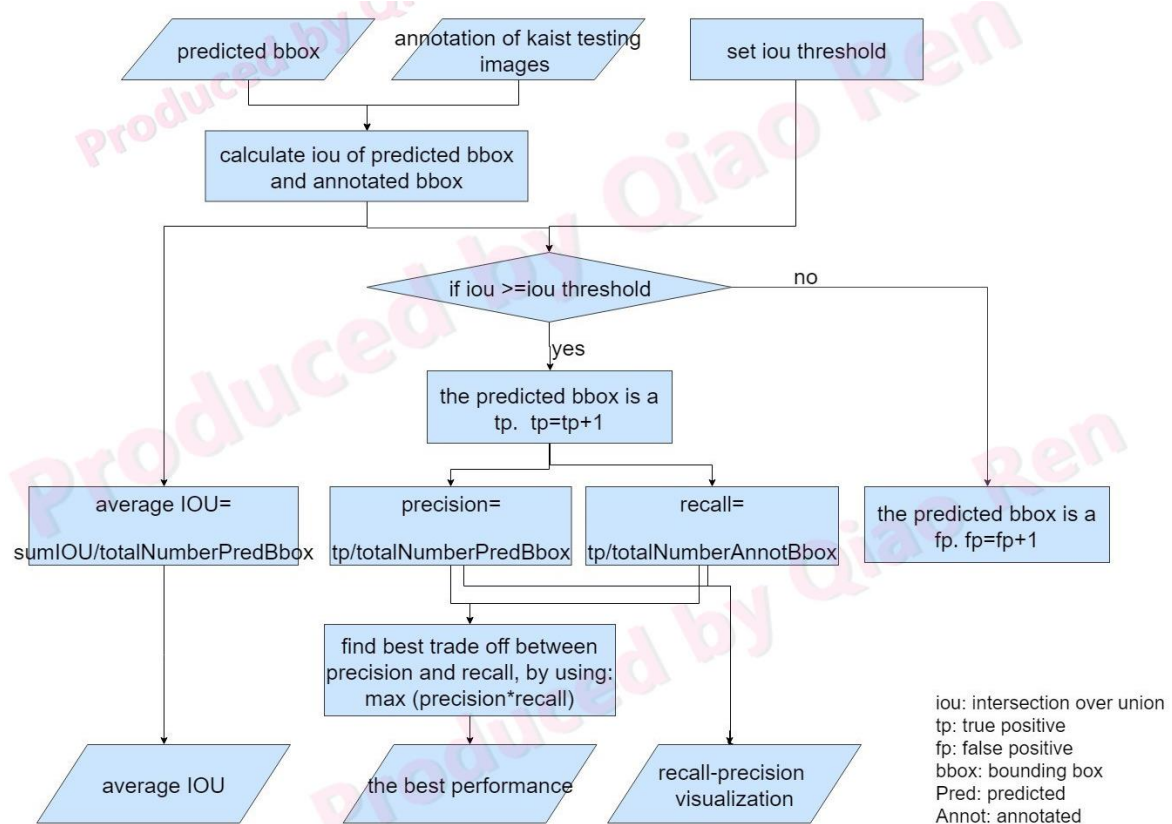 predicted bbox
annotation of kaist testing
images
set iou threshold
calculate iou of predicted bbox
and annotated bbox
if iou >=iou threshold
no
yes
the predicted bbox is a
tp.  tp=tp+1
average IOU=
sumIOU/totalNumberPredBbox
precision=
tp/totalNumberPredBbox
recall=
tp/totalNumberAnnotBbox
the predicted bbox is a
fp. fp=fp+1
find best trade off between
precision and recall, by using:
max (precision*recall)
average IOU
the best performance
recall-precision
visualization
iou: intersection over union
tp: true positive
fp: false positive
bbox: bounding box
Pred: predicted
Annot: annotated
Produced by Qiao Ren
Produced by Qiao Ren
Produced by Qiao Ren